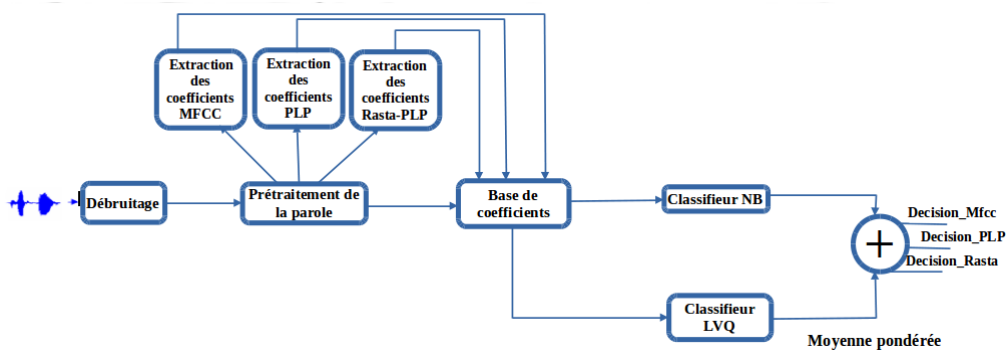 Extraction
des
coefficients
MFCC
Extraction
des
coefficients
PLP
Extraction
des
coefficients
Rasta-PLP
Débruitage
Prétraitement de
la parole
Base de
coefficients
Classifieur NB
Decision_Mfcc
Decision_PLP
Decision_Rasta
+
Classifieur
LVQ
Moyenne pondérée